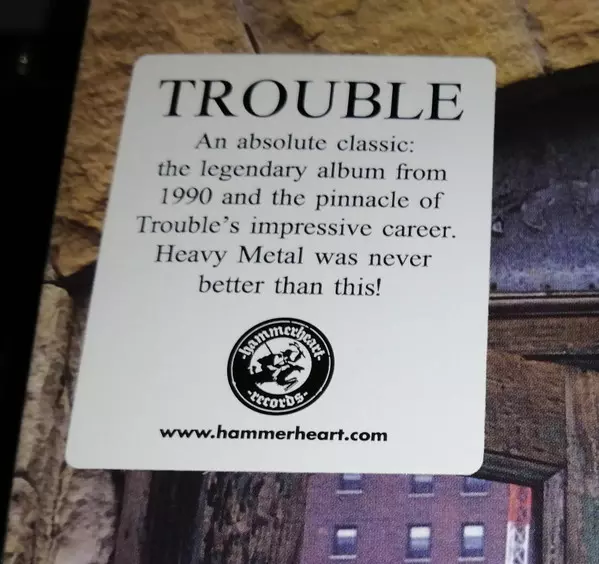 TROUBLE
An absolute classic:
the legendary album from
1990 and the pinnacle of
Trouble's impressive career.
Heavy Metal was never
better than this!
-hammerheart-
-records-
www.hammerheart.com